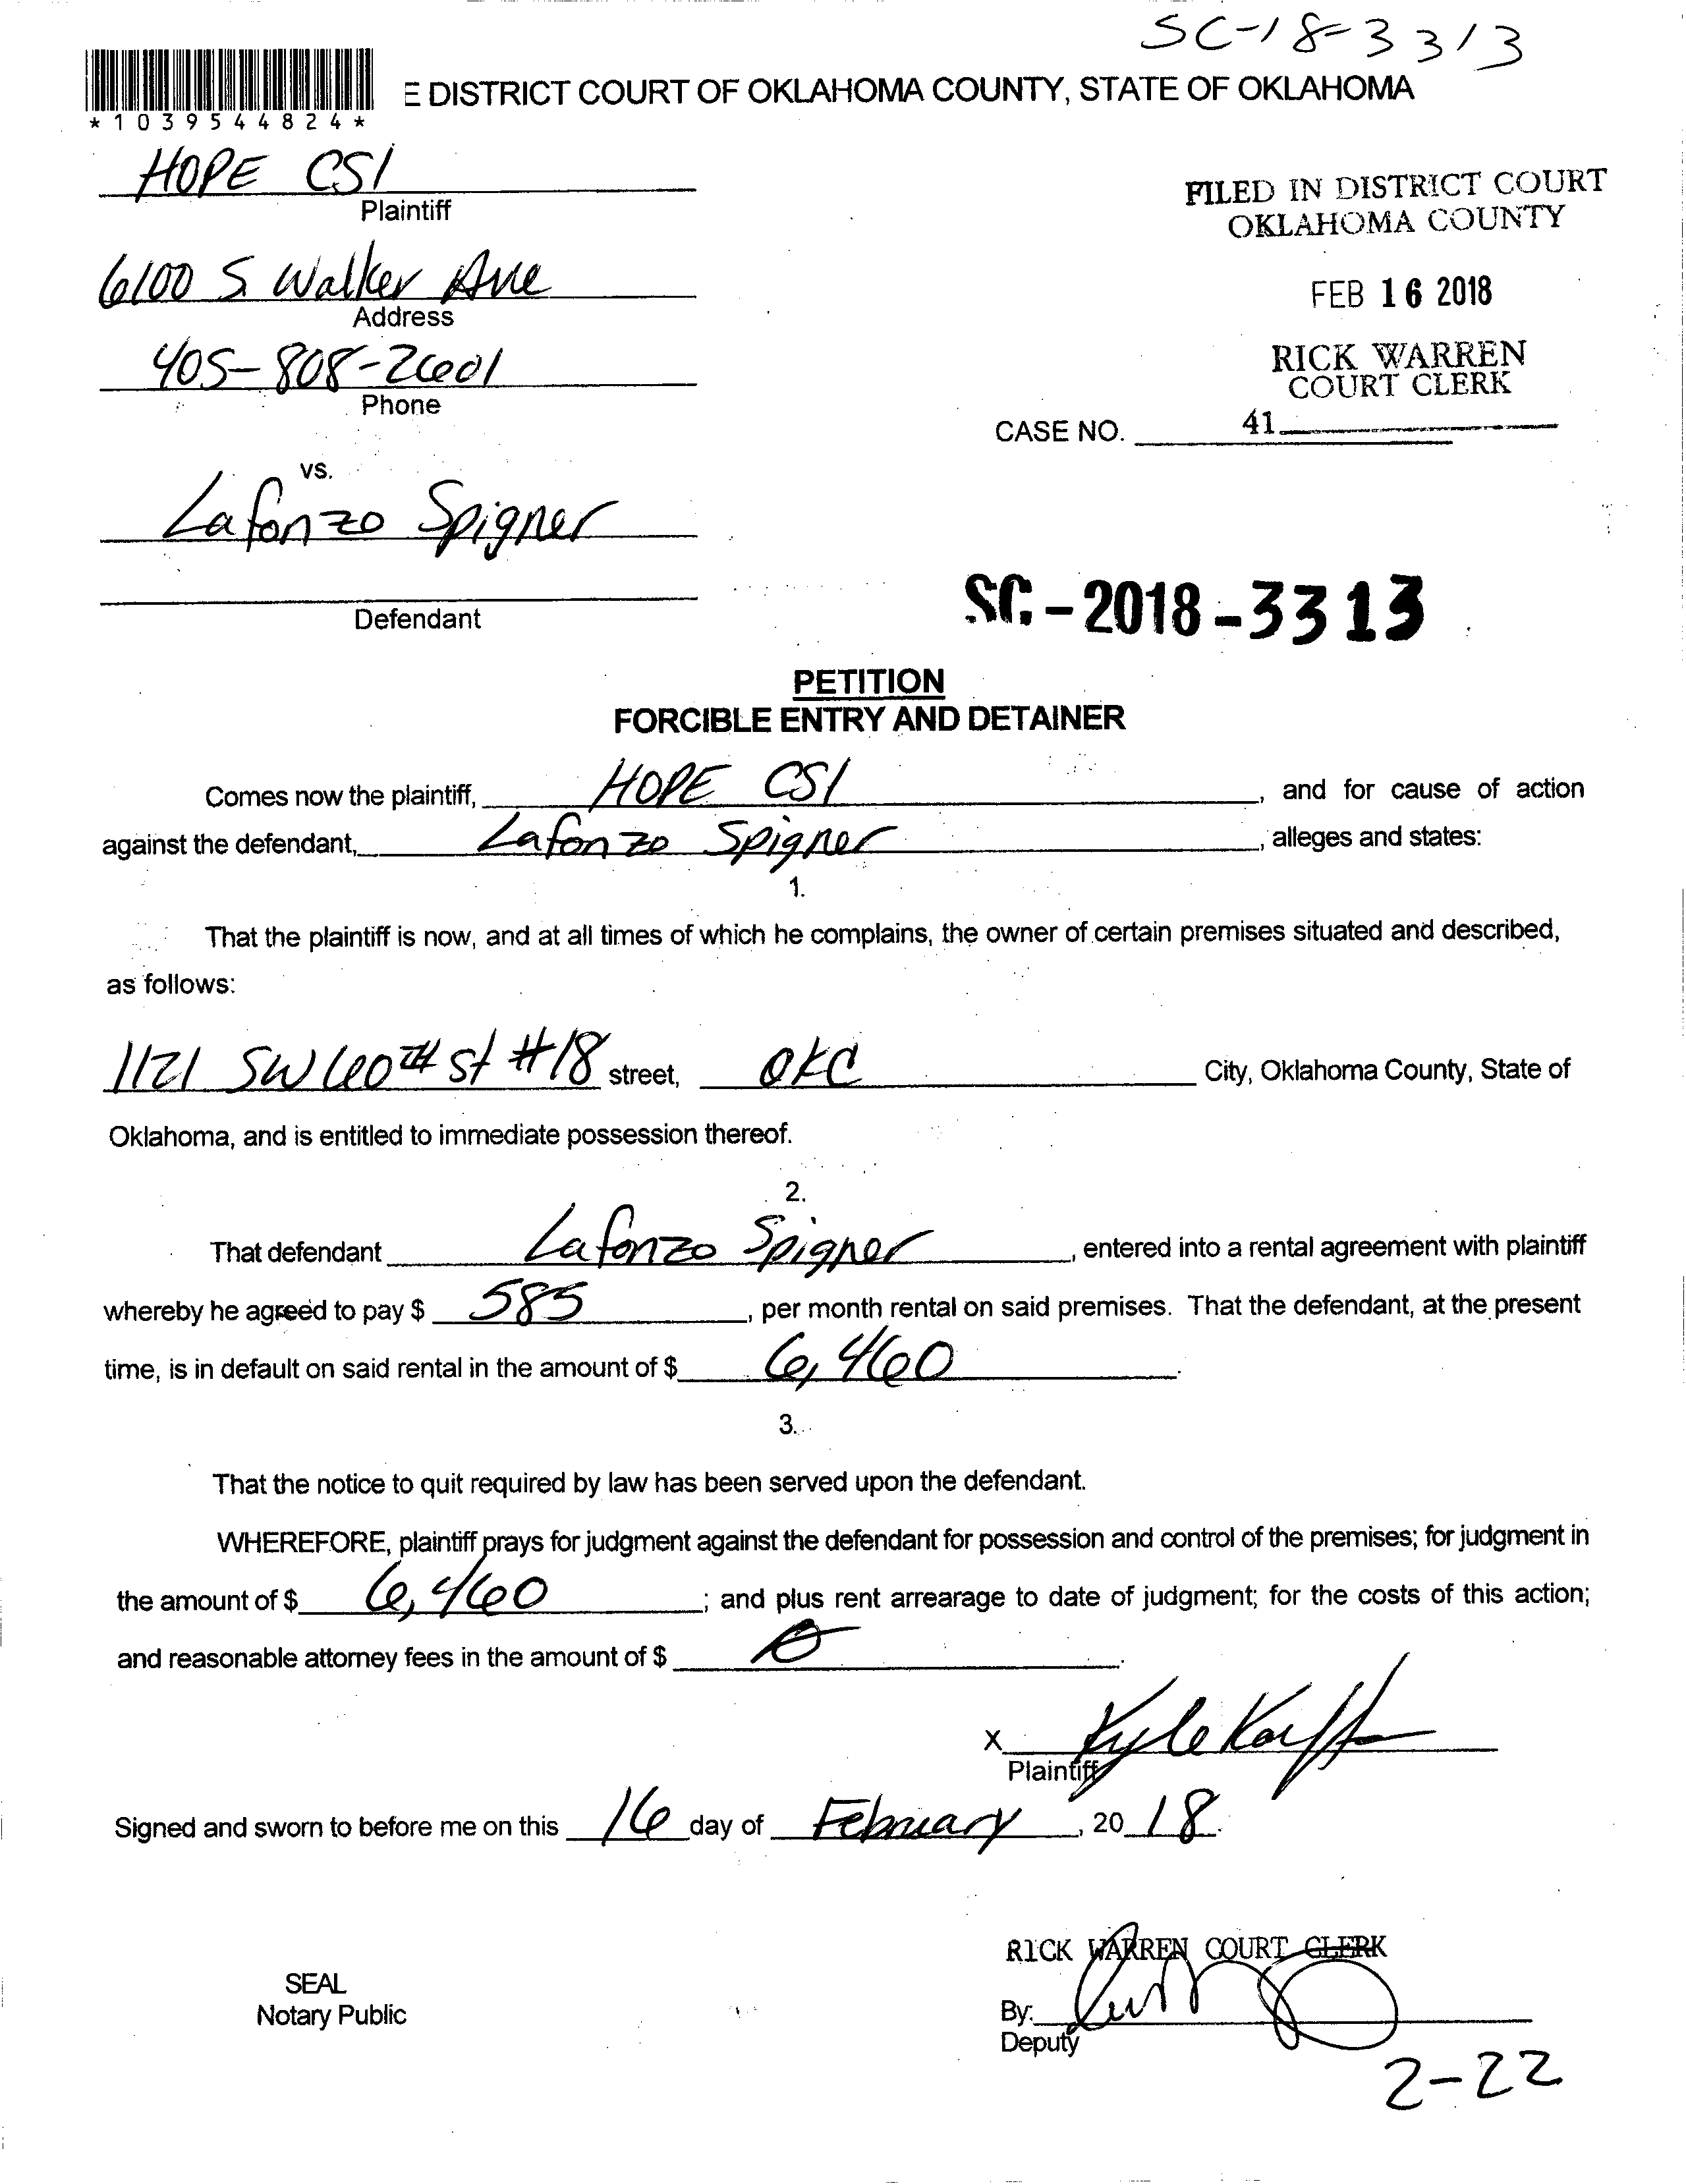 SC-18-3313
E DISTRICT COURT OF OKLAHOMA COUNTY, STATE OF OKLAHOMA
*1039544824*
HOPE CSI
Plaintiff
FILED IN DISTRICT COURT
OKLAHOMA COUNTY
6100 S Walker Ave
Address
FEB 16 2018
405-808-2601
Phone
RICK WARREN
COURT CLERK
CASE NO. 41
vs.
Lafonzo Spigner
Defendant
SC-2018-3313
PETITION
FORCIBLE ENTRY AND DETAINER
Comes now the plaintiff, HOPE CSI, and for cause of action
against the defendant, Lafonzo Spigner, alleges and states:
1.
That the plaintiff is now, and at all times of which he complains, the owner of certain premises situated and described,
as follows:
1121 SW 60TH St #18 street, OKC City, Oklahoma County, State of
Oklahoma, and is entitled to immediate possession thereof.
2.
That defendant Lafonzo Spigner, entered into a rental agreement with plaintiff
whereby he agreed to pay $ 585, per month rental on said premises. That the defendant, at the present
time, is in default on said rental in the amount of $ 6,460.
3.
That the notice to quit required by law has been served upon the defendant.
WHEREFORE, plaintiff prays for judgment against the defendant for possession and control of the premises; for judgment in
the amount of $ 6,460; and plus rent arrearage to date of judgment; for the costs of this action;
and reasonable attorney fees in the amount of $ 0.
X Kyle
Plaintiff
Signed and sworn to before me on this 16 day of February, 2018.
RICK WARREN COURT CLERK
SEAL
Notary Public
By:
Deputy
2-22